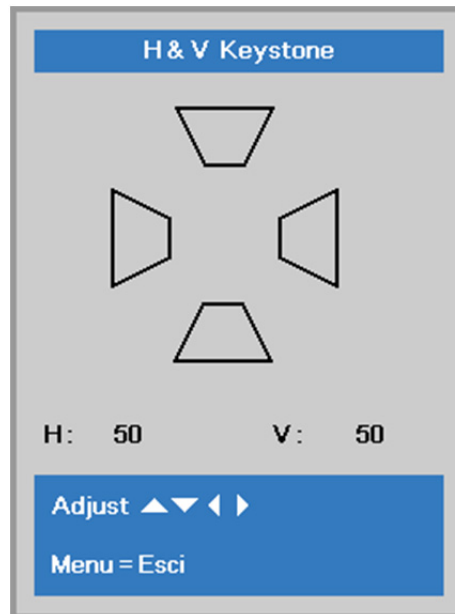 H & V Keystone
H: 50 V: 50
Adjust ▲▼◀▶
Menu = Esci